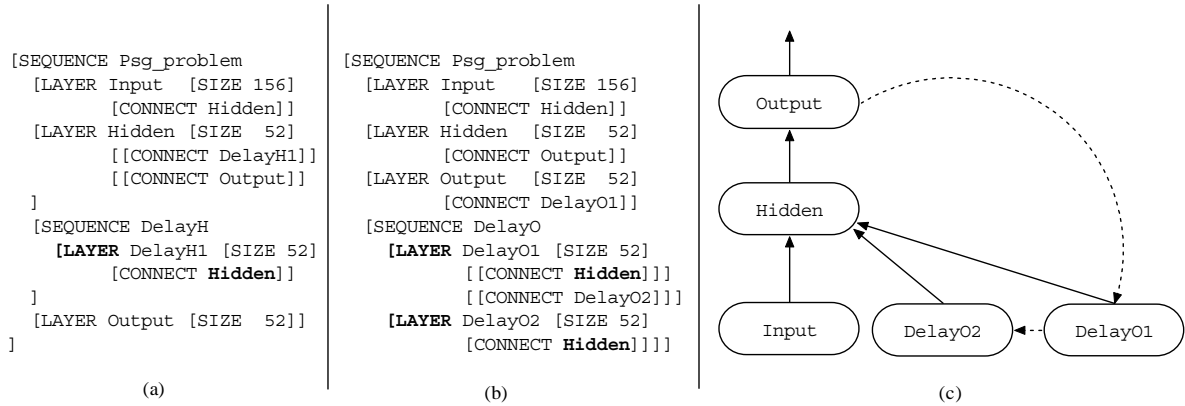 [SEQUENCE Psg_problem
[LAYER Input [SIZE 156]
[CONNECT Hidden]]
[LAYER Hidden [SIZE 52]
[[CONNECT DelayH1]]
[[CONNECT Output]]
]
[SEQUENCE DelayH
[LAYER DelayH1 [SIZE 52]
[CONNECT Hidden]]
]
[LAYER Output [SIZE 52]]
]
(a)
[SEQUENCE Psg_problem
[LAYER Input [SIZE 156]
[CONNECT Hidden]]
[LAYER Hidden [SIZE 52]
[CONNECT Output]]
[LAYER Output [SIZE 52]
[CONNECT DelayO1]]
[SEQUENCE DelayO
[LAYER DelayO1 [SIZE 52]
[[CONNECT Hidden]]]
[[CONNECT DelayO2]]]
[LAYER DelayO2 [SIZE 52]
[CONNECT Hidden]]]]
(b)
Output
Hidden
Input
DelayO2
DelayO1
(c)